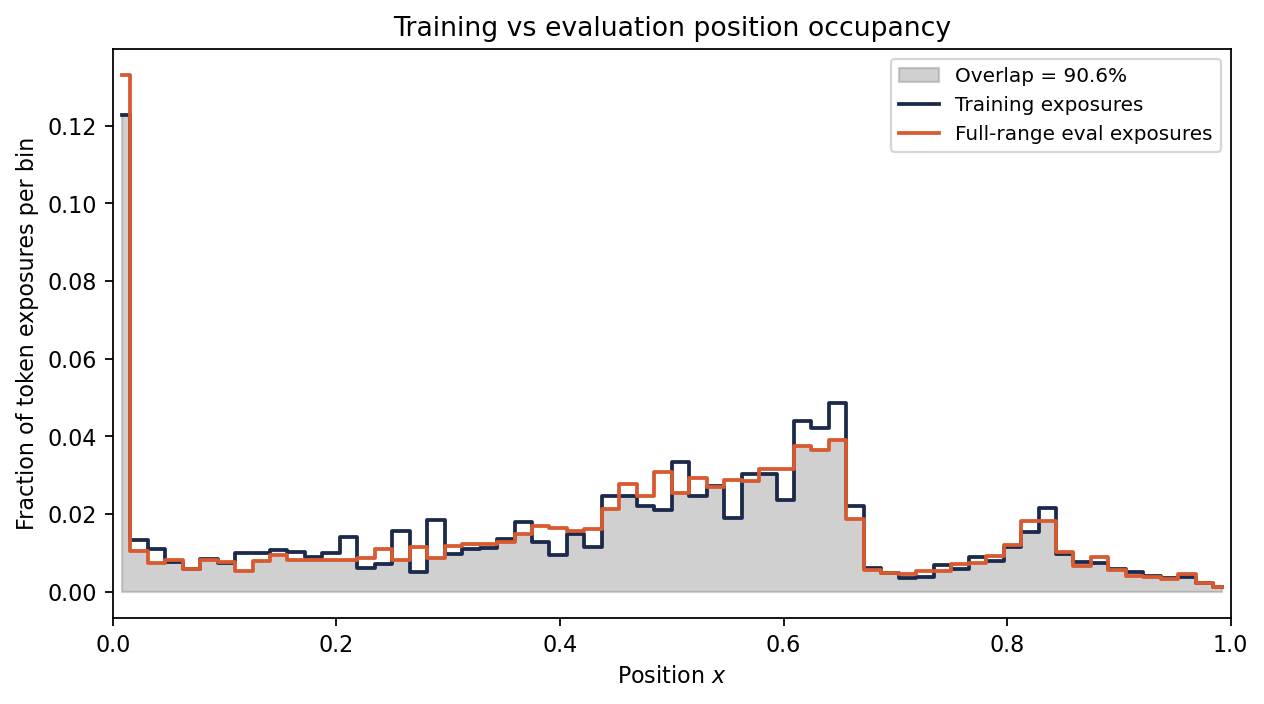 Training vs evaluation position occupancy
Overlap = 90.6%
Training exposures
Full-range eval exposures
Fraction of token exposures per bin
0.12
0.10
0.08
0.06
0.04
0.02
0.00
0.0 0.2 0.4 0.6 0.8 1.0
Position x